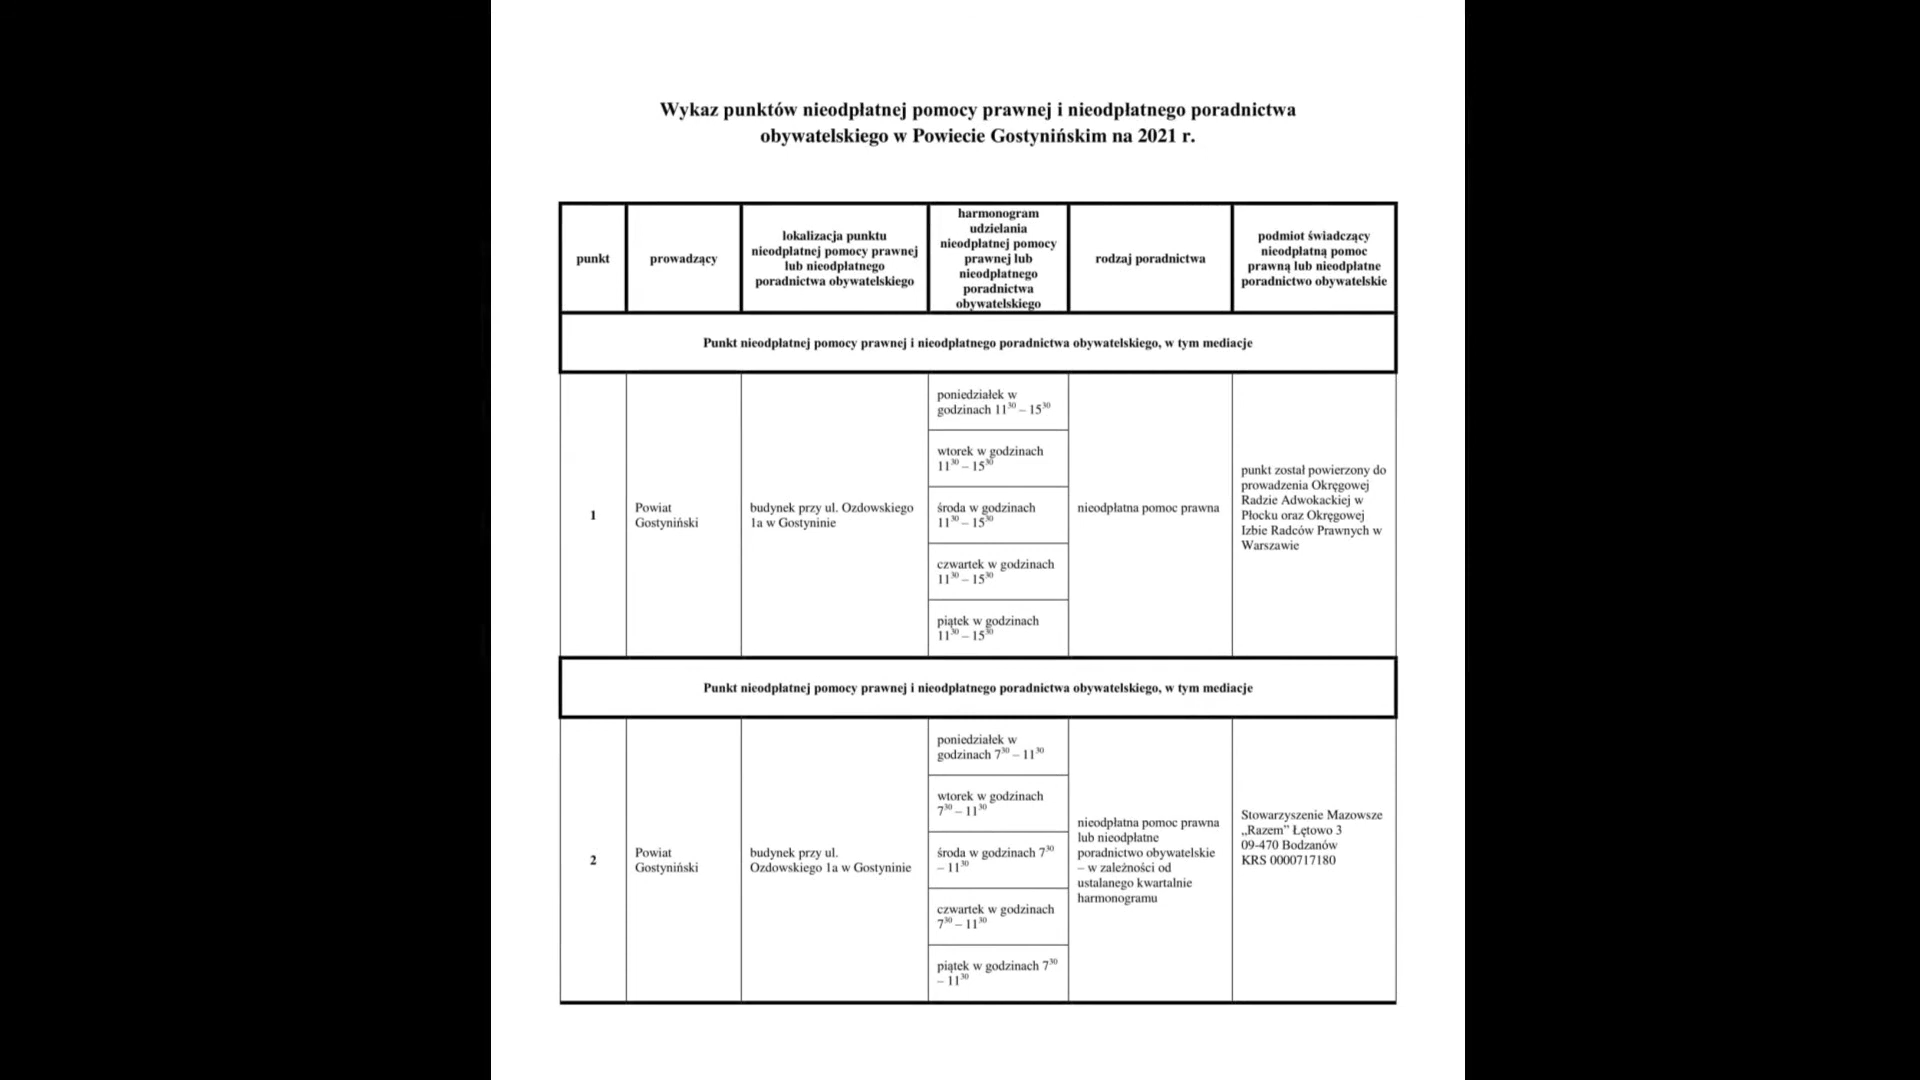 Wykaz punktów nieodpłatnej pomocy prawnej i nieodpłatnego poradnictwa
obywatelskiego w Powiecie Gostynińskim na 2021 r.
punkt
prowadzący
lokalizacja punktu
nieodpłatnej pomocy prawnej
lub nieodpłatnego
poradnictwa obywatelskiego
harmonogram
udzielania
nieodpłatnej pomocy
prawnej lub
nieodpłatnego
poradnictwa
obywatelskiego
rodzaj poradnictwa
podmiot świadczący
nieodpłatną pomoc
prawną lub nieodpłatne
poradnictwo obywatelskie
Punkt nieodpłatnej pomocy prawnej i nieodpłatnego poradnictwa obywatelskiego, w tym mediacje
1
Powiat
Gostyniński
budynek przy ul. Ozdowskiego
1a w Gostyninie
poniedziałek w
godzinach 11³⁰ – 15³⁰
wtorek w godzinach
11³⁰ – 15³⁰
środa w godzinach
11³⁰ – 15³⁰
czwartek w godzinach
11³⁰ – 15³⁰
piątek w godzinach
11³⁰ – 15³⁰
nieodpłatna pomoc prawna
punkt został powierzony do
prowadzenia Okręgowej
Radzie Adwokackiej w
Płocku oraz Okręgowej
Izbie Radców Prawnych w
Warszawie
Punkt nieodpłatnej pomocy prawnej i nieodpłatnego poradnictwa obywatelskiego, w tym mediacje
2
Powiat
Gostyniński
budynek przy ul.
Ozdowskiego 1a w Gostyninie
poniedziałek w
godzinach 7³⁰ – 11³⁰
wtorek w godzinach
7³⁰ – 11³⁰
środa w godzinach 7³⁰
– 11³⁰
czwartek w godzinach
7³⁰ – 11³⁰
piątek w godzinach 7³⁰
– 11³⁰
nieodpłatna pomoc prawna
lub nieodpłatne
poradnictwo obywatelskie
– w zależności od
ustalanego kwartalnie
harmonogramu
Stowarzyszenie Mazowsze
„Razem” Łętowo 3
09-470 Bodzanów
KRS 0000717180